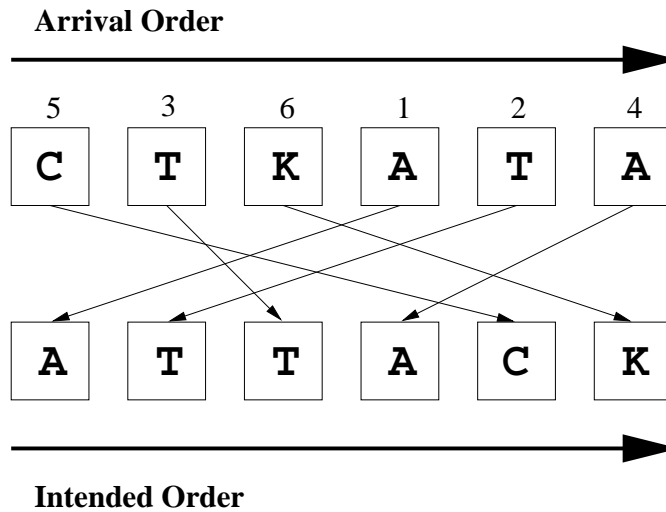 Arrival Order
5 3 6 1 2 4
C T K A T A
A T T A C K
Intended Order